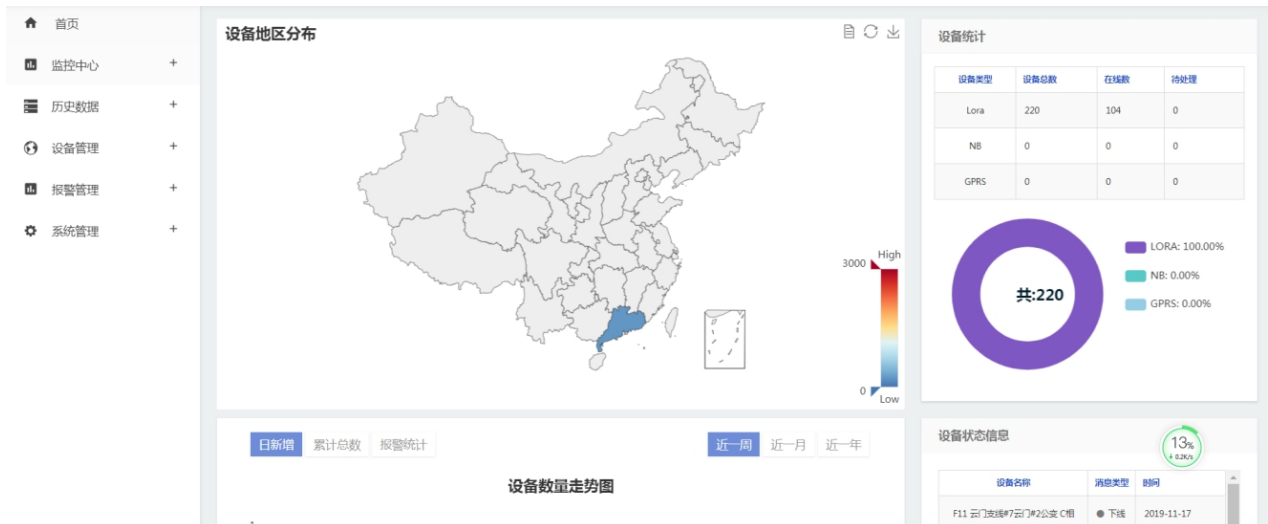 首页
监控中心 +
历史数据 +
设备管理 +
报警管理 +
系统管理 +
设备地区分布
High
3000
0
Low
设备统计
设备类型 设备总数 在线数 待处理
Lora 220 104 0
NB 0 0 0
GPRS 0 0 0
共:220
LORA: 100.00%
NB: 0.00%
GPRS: 0.00%
日新增 累计总数 报警统计 近一周 近一月 近一年
设备数量走势图
设备状态信息
13%
0.2K/s
设备名称 消息类型 时间
F11 云门支线#7云门#2公变 C相 下线 2019-11-17